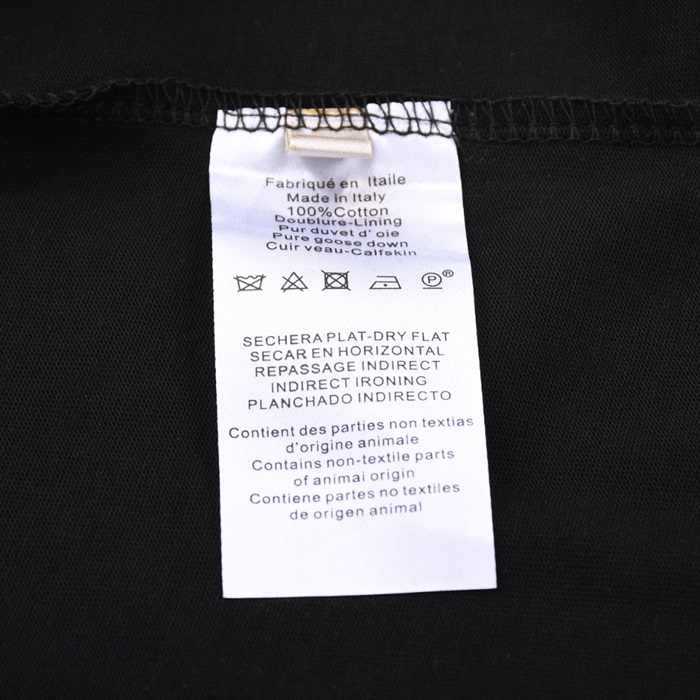 Fabriqué en Itaile
Made in Italy
100%Cotton
Doublure-Lining
Pur duvet d' oie
Pure goose down
Cuir veau-Calfskin
P®
SECHERA PLAT-DRY FLAT
SECAR EN HORIZONTAL
REPASSAGE INDIRECT
INDIRECT IRONING
PLANCHADO INDIRECTO
Contient des parties non textias
d'origine animale
Contains non-textile parts
of animai origin
Contiene partes no textiles
de origen animal